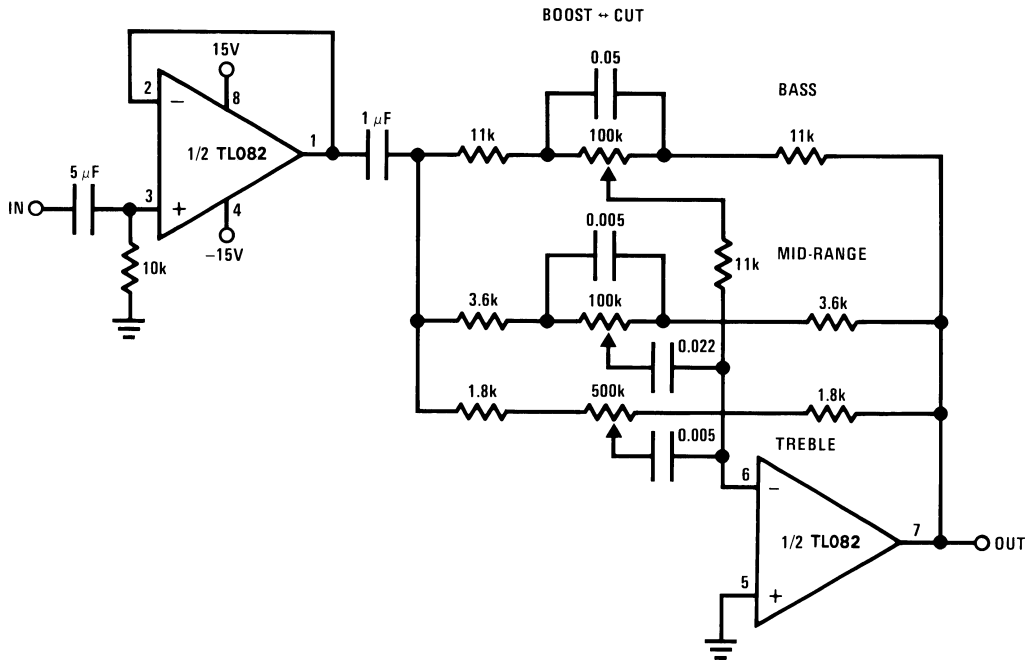 BOOST ↔ CUT
0.05
BASS
15V
2
8
−
1 μF
11k
100k
11k
1
1/2 TL082
5 μF
IN
3
+
4
−15V
10k
0.005
11k
MID-RANGE
3.6k
100k
3.6k
0.022
1.8k
500k
1.8k
0.005
TREBLE
6
−
7
1/2 TL082
OUT
5
+